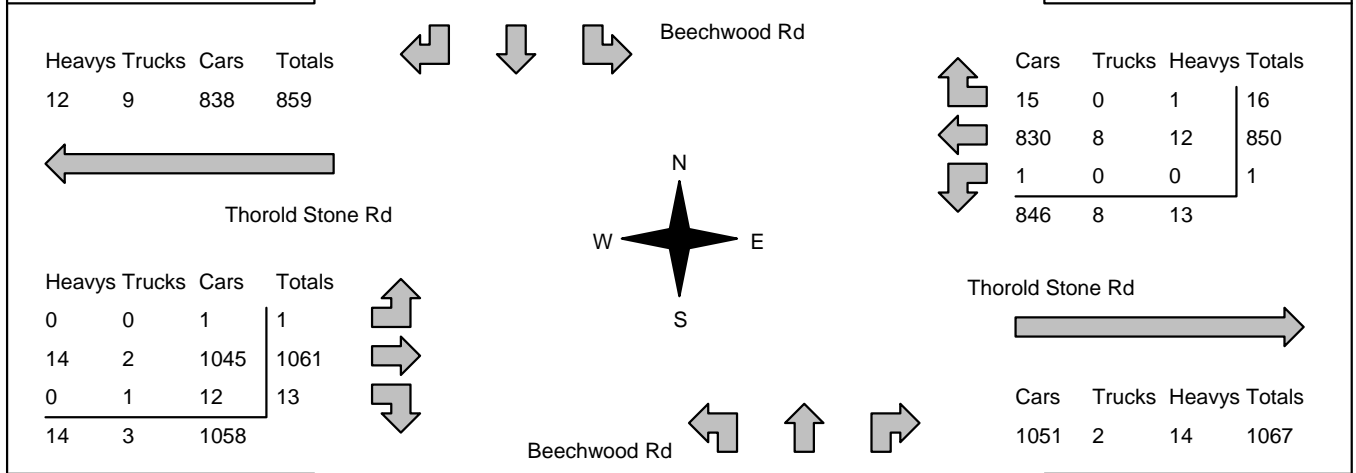 Beechwood Rd
Heavys Trucks Cars Totals
12 9 838 859
Thorold Stone Rd
Cars Trucks Heavys Totals
15 0 1 16
830 8 12 850
1 0 0 1
846 8 13
N
W E
S
Heavys Trucks Cars Totals
0 0 1 1
14 2 1045 1061
0 1 12 13
14 3 1058
Thorold Stone Rd
Cars Trucks Heavys Totals
1051 2 14 1067
Beechwood Rd